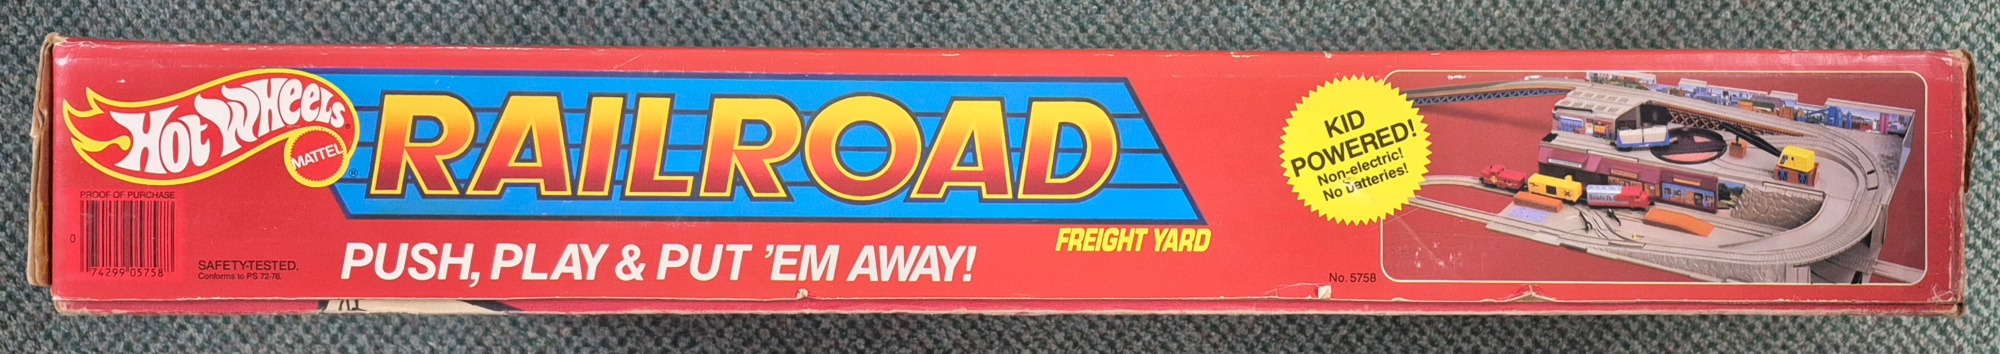 HOT WHEELS
MATTEL
®
RAILROAD
FREIGHT YARD
PUSH, PLAY & PUT 'EM AWAY!
PROOF OF PURCHASE
0
74299 05758
SAFETY-TESTED.
Conforms to PS 72-76.
KID
POWERED!
Non-electric!
No batteries!
No. 5758